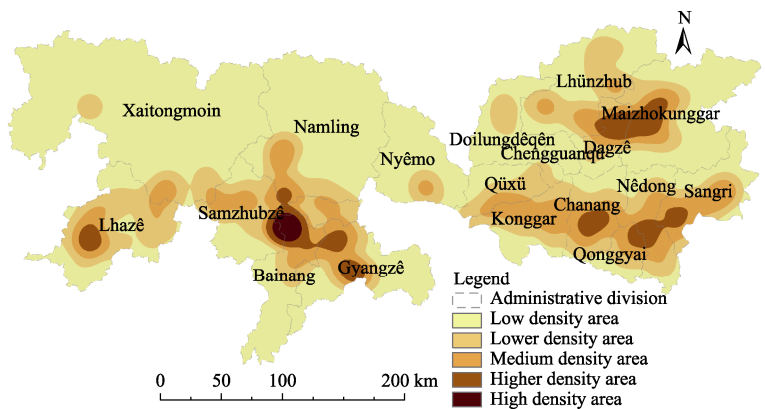 N
Lhünzhub
Xaitongmoin
Maizhokunggar
Namling
Doilungdêqên
Dagzê
Chengguanqu
Nyêmo
Qüxü
Nêdong
Sangri
Samzhubzê
Chanang
Konggar
Lhazê
Qonggyai
Bainang
Gyangzê
Legend
Administrative division
Low density area
Lower density area
Medium density area
Higher density area
High density area
0 50 100 200 km